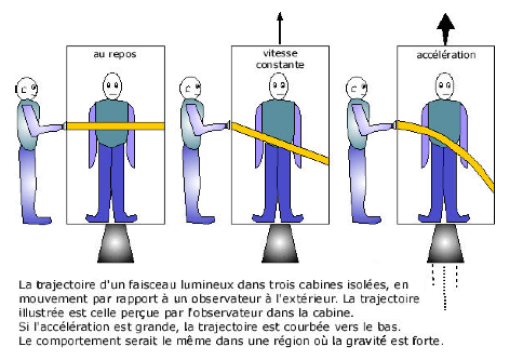 au repos
vitesse
constante
accélération
La trajectoire d'un faisceau lumineux dans trois cabines isolées, en
mouvement par rapport à un observateur à l'extérieur. La trajectoire
illustrée est celle perçue par l'observateur dans la cabine.
Si l'accélération est grande, la trajectoire est courbée vers le bas.
Le comportement serait le même dans une région où la gravité est forte.